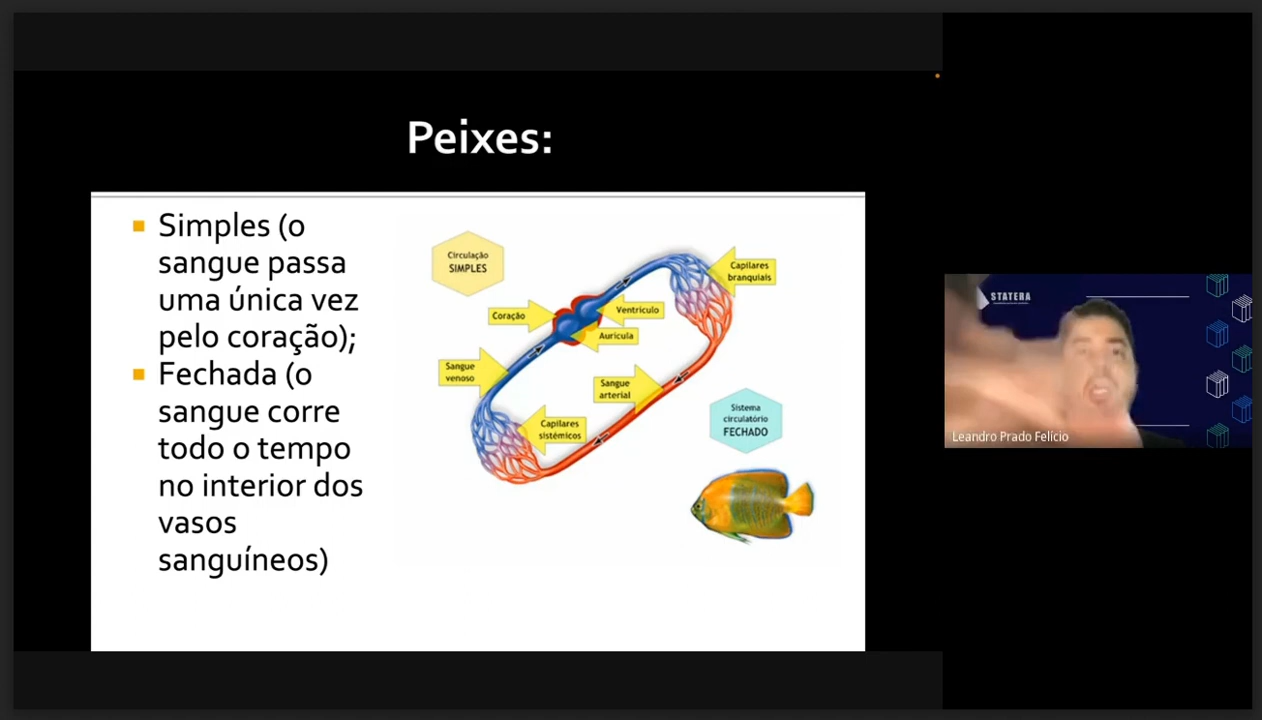 Peixes:
Simples (o
sangue passa
uma única vez
pelo coração);
Fechada (o
sangue corre
todo o tempo
no interior dos
vasos
sanguíneos)
Circulação
SIMPLES
Capilares
branquiais
Coração
Ventrículo
Aurícula
Sangue
venoso
Sangue
arterial
Capilares
sistémicos
Sistema
circulatório
FECHADO
STATERA
Leandro Prado Felício